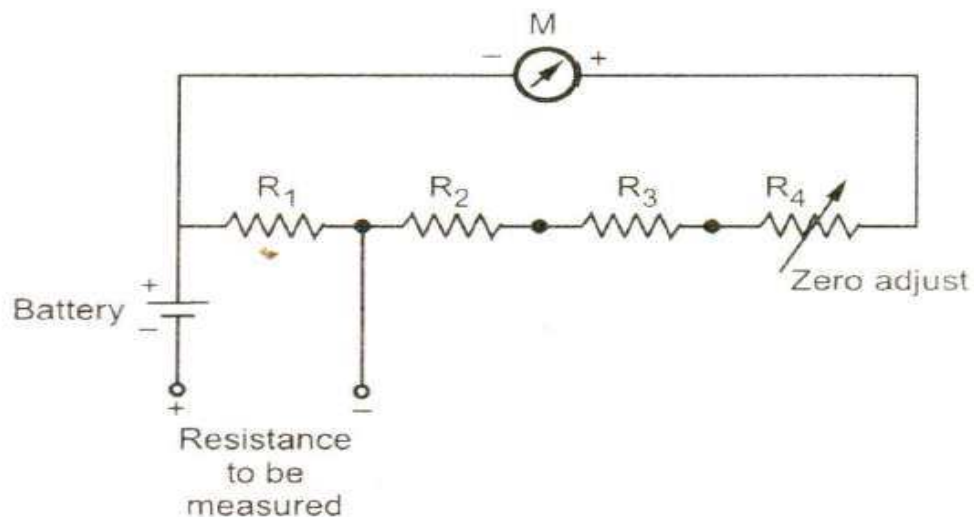 M
− +
R1 R2 R3 R4
Zero adjust
+
Battery
−
+ −
Resistance
to be
measured